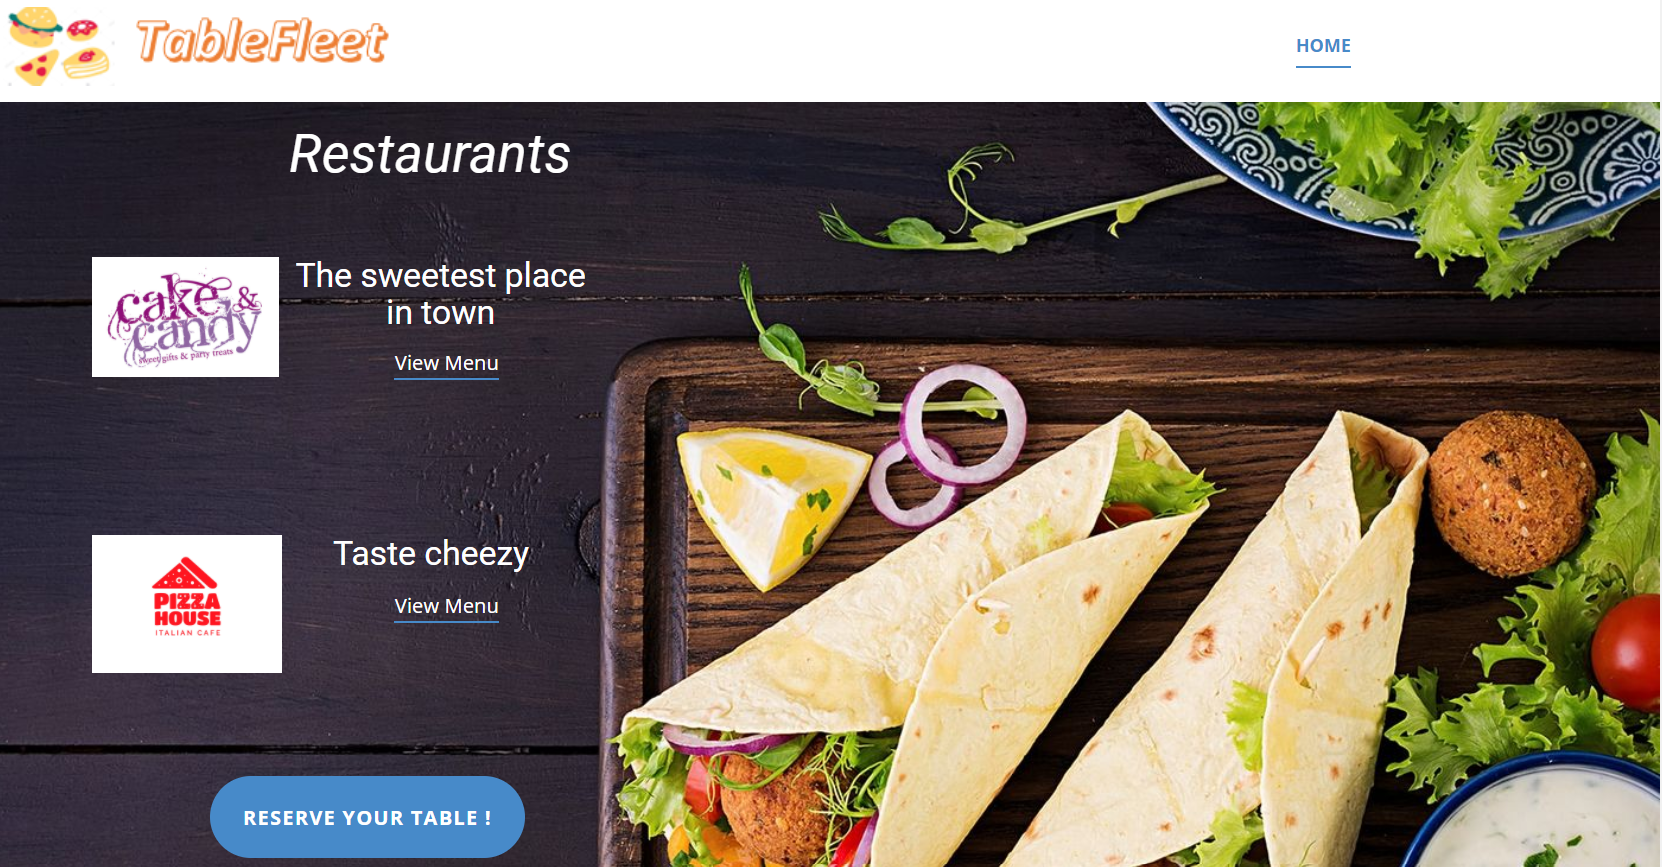 TableFleet
HOME
Restaurants
cake &
candy
sweet gifts & party treats
The sweetest place
in town
View Menu
PIZZA
HOUSE
ITALIAN CAFE
Taste cheezy
View Menu
RESERVE YOUR TABLE !